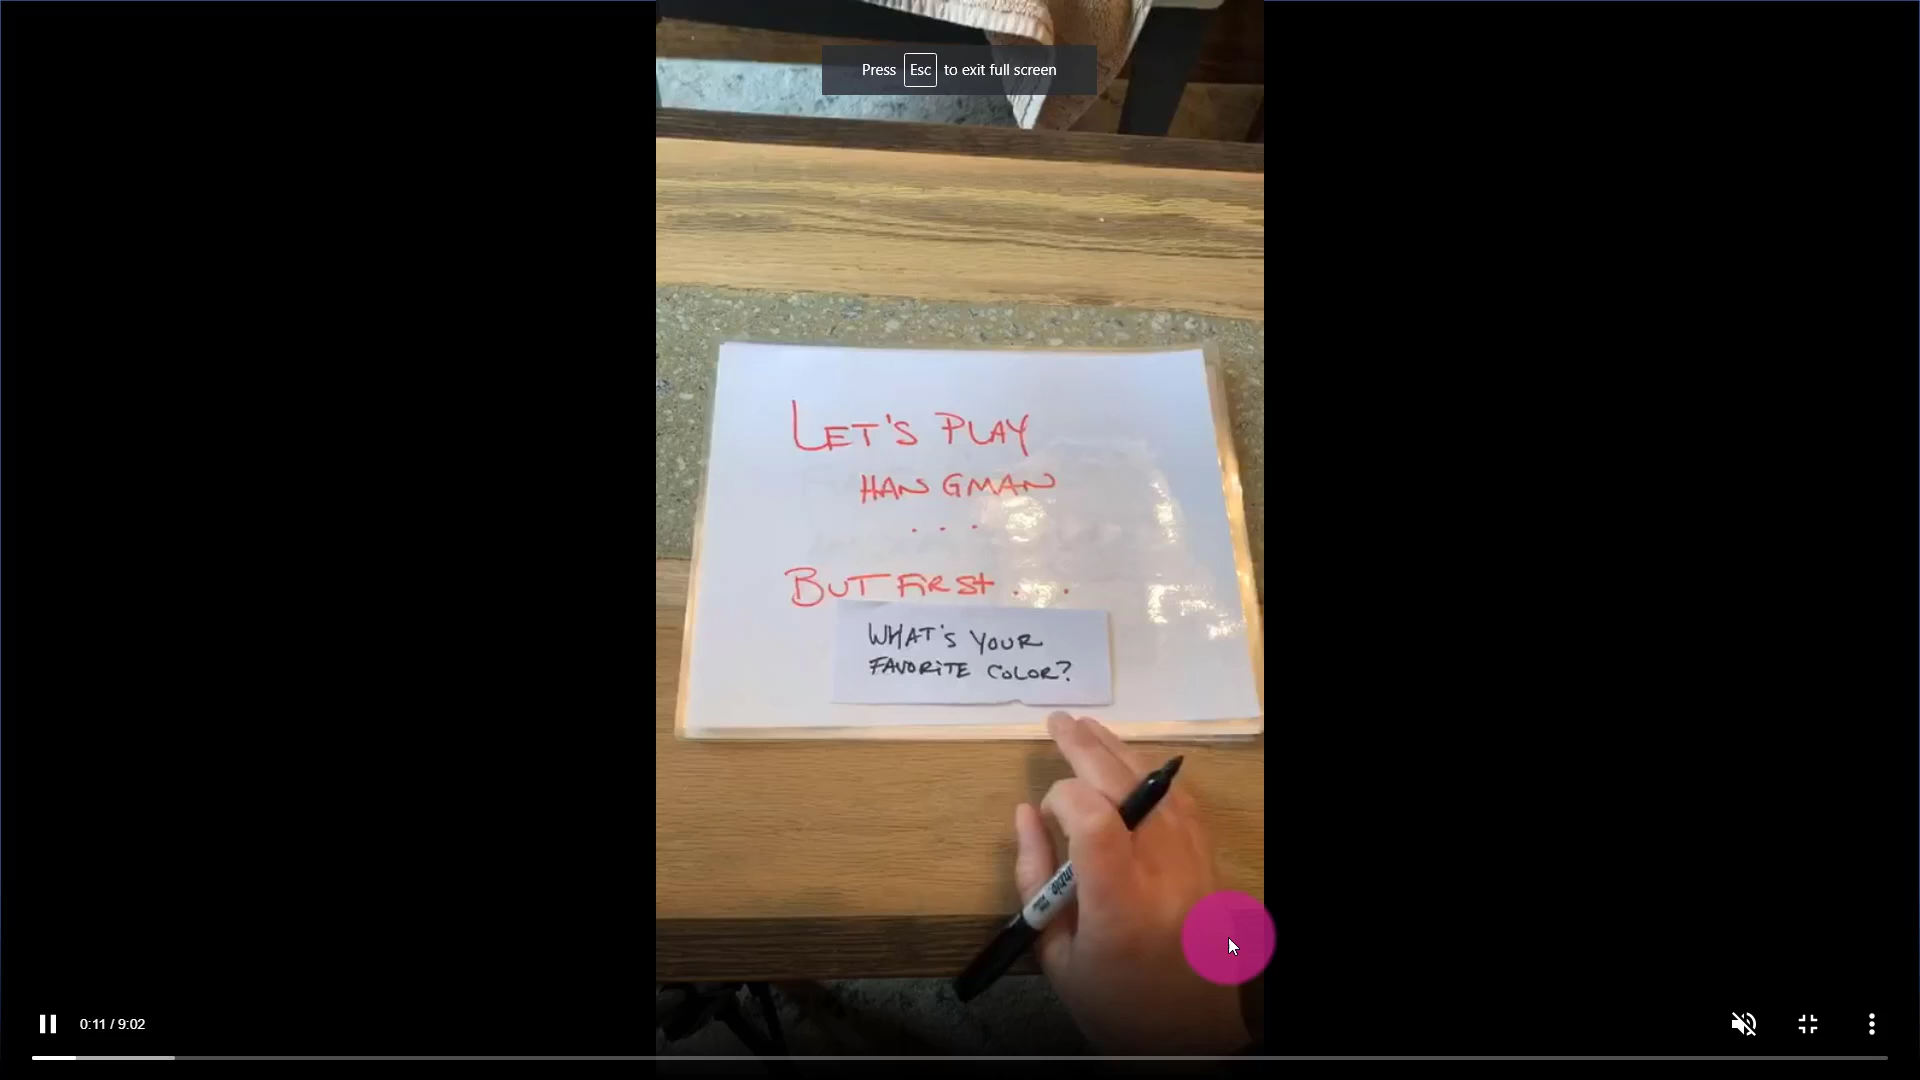 Press Esc to exit full screen
LET'S PLAY
HANGMAN
...
BUT FIRST...
WHAT'S YOUR
FAVORITE COLOR?
0:11 / 9:02